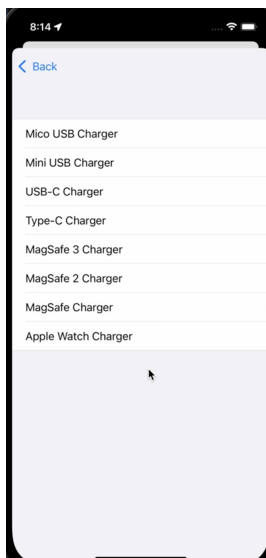 8:14
Back
Mico USB Charger
Mini USB Charger
USB-C Charger
Type-C Charger
MagSafe 3 Charger
MagSafe 2 Charger
MagSafe Charger
Apple Watch Charger